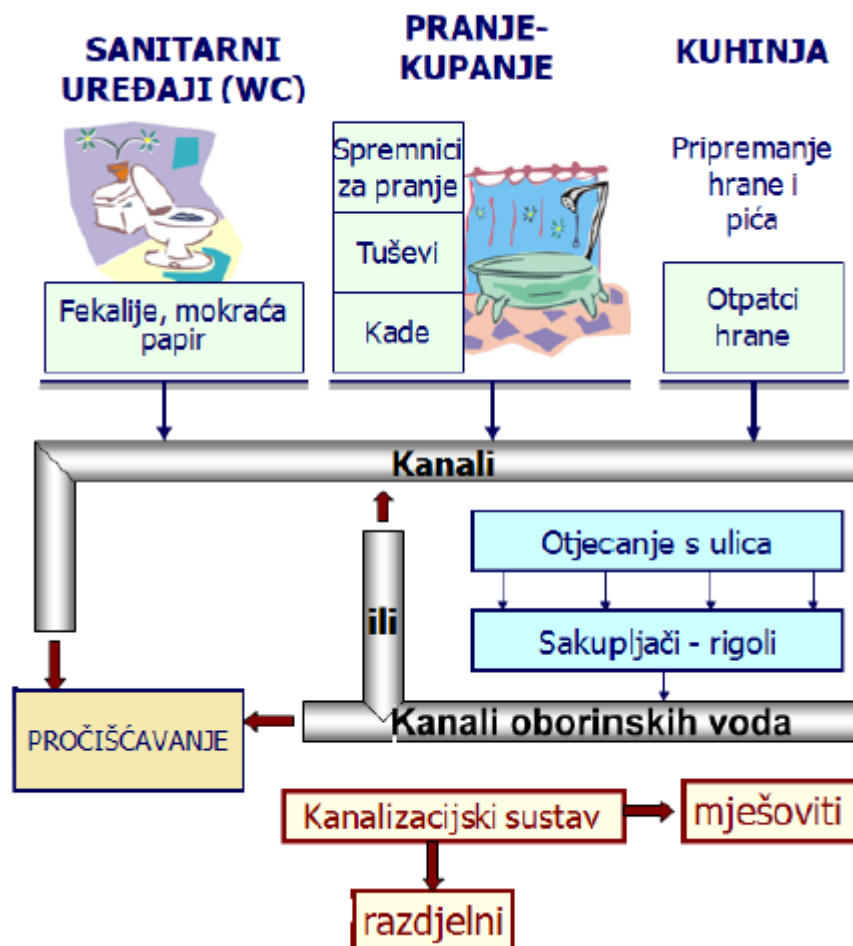 SANITARNI
UREĐAJI (WC)
PRANJE-
KUPANJE
KUHINJA
Spremnici
za pranje
Tuševi
Kade
Pripremanje
hrane i
pića
Fekalije, mokraća
papir
Otpatci
hrane
Kanali
Otjecanje s ulica
ili
Sakupljači - rigoli
Kanali oborinskih voda
PROČIŠĆAVANJE
Kanalizacijski sustav
mješoviti
razdjelni